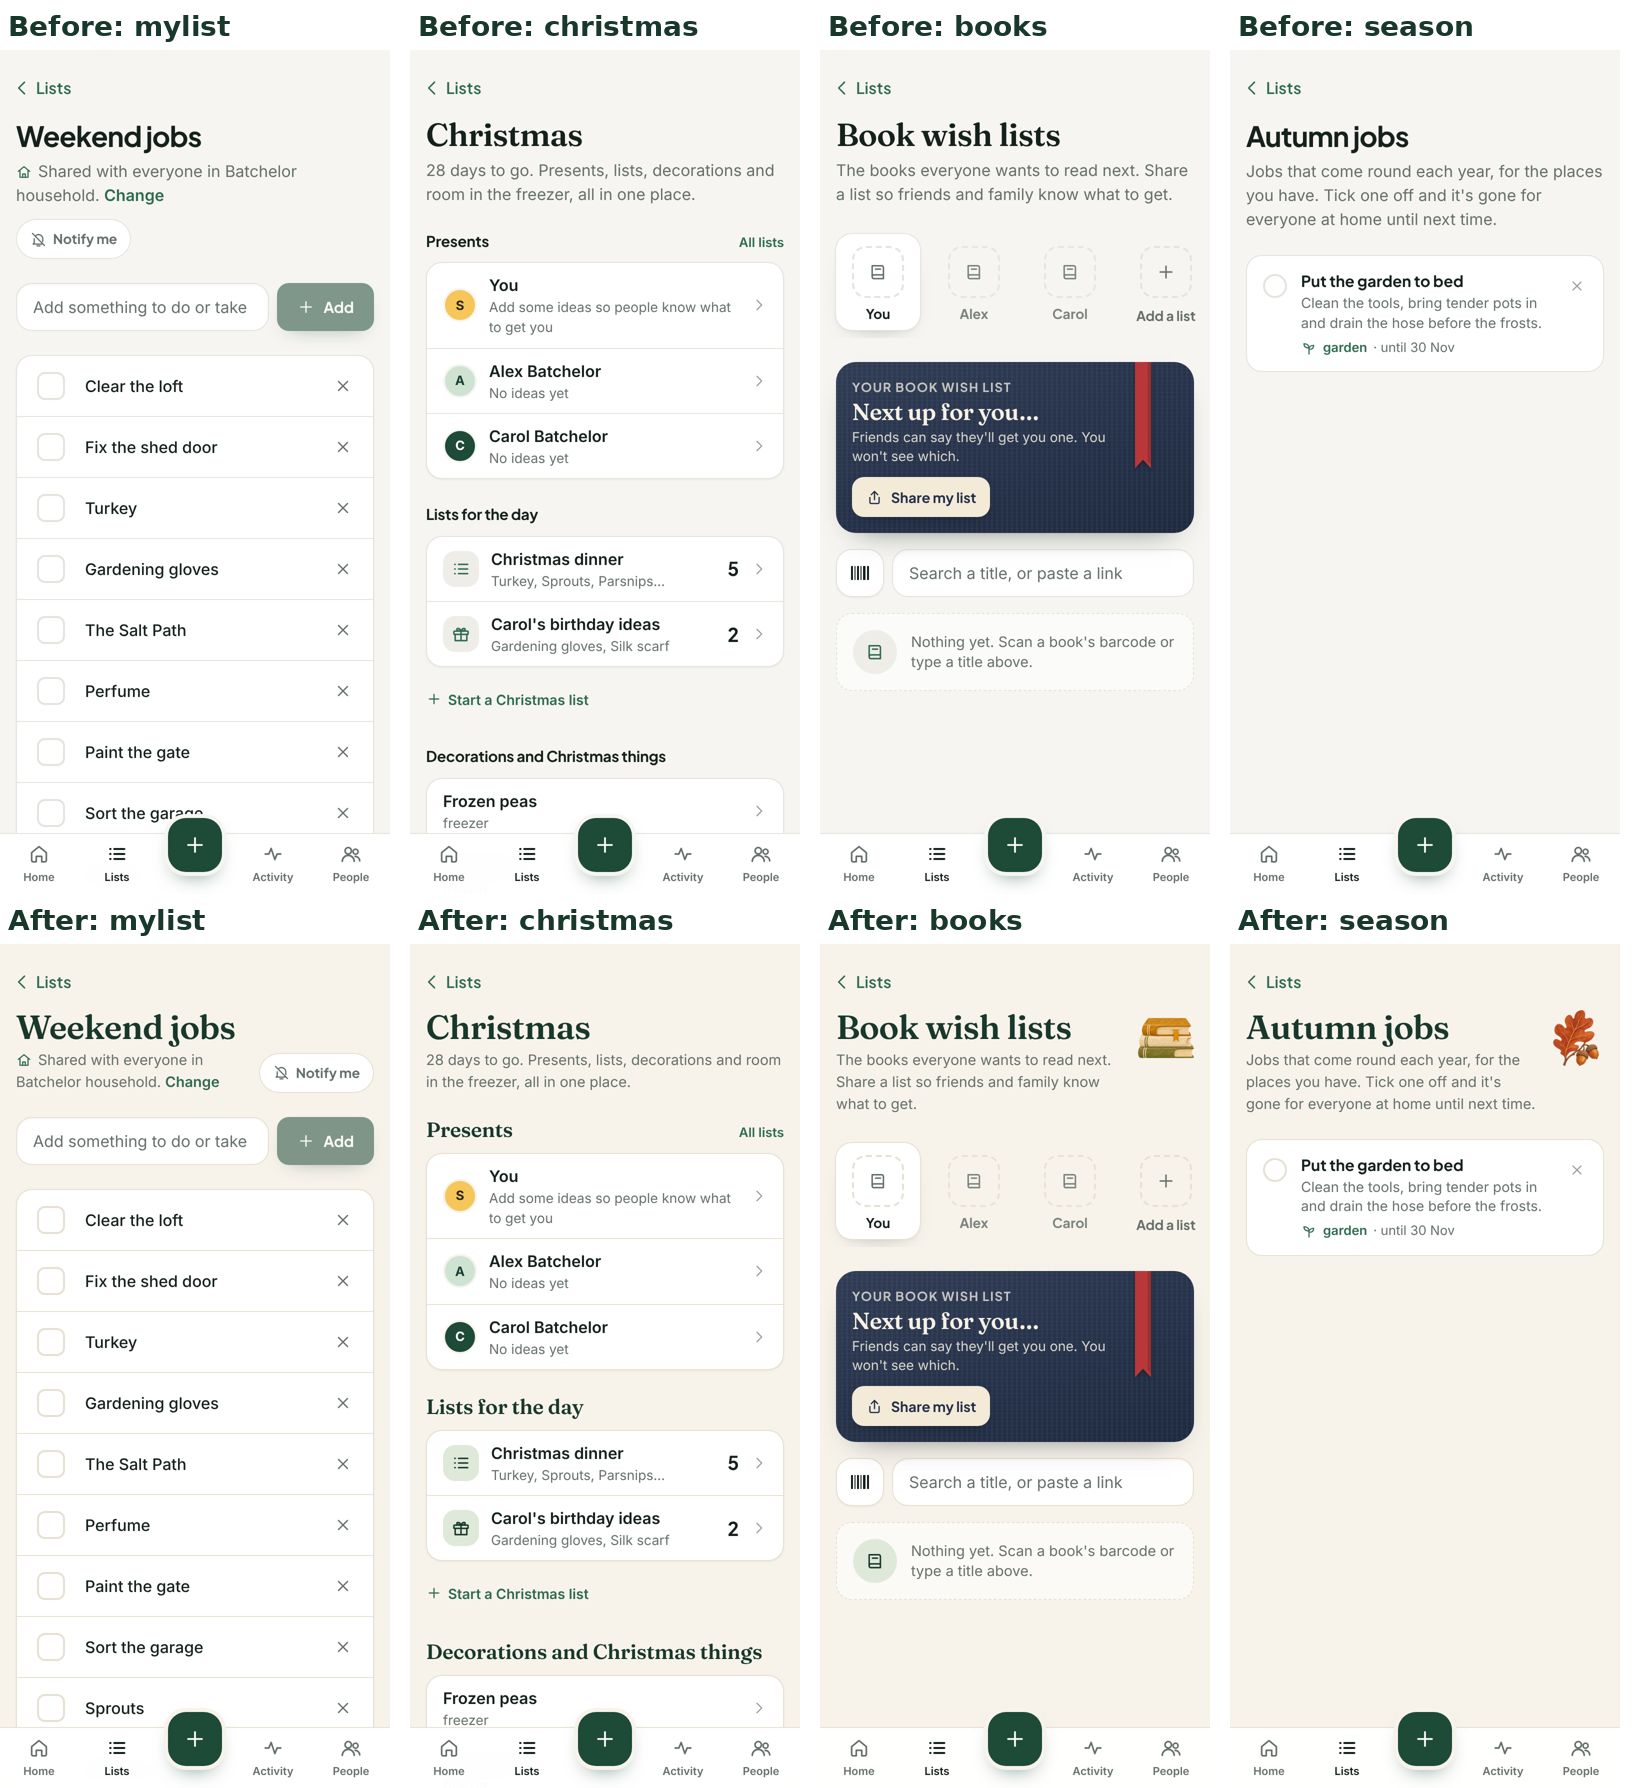 Before: mylist
Lists
Weekend jobs
Shared with everyone in Batchelor
household. Change
Notify me
Add something to do or take
+ Add
Clear the loft
Fix the shed door
Turkey
Gardening gloves
The Salt Path
Perfume
Paint the gate
Sort the garage
Home
Lists
Activity
People
Before: christmas
Lists
Christmas
28 days to go. Presents, lists, decorations and
room in the freezer, all in one place.
Presents
All lists
S
You
Add some ideas so people know what
to get you
A
Alex Batchelor
No ideas yet
C
Carol Batchelor
No ideas yet
Lists for the day
Christmas dinner
Turkey, Sprouts, Parsnips...
5
Carol's birthday ideas
Gardening gloves, Silk scarf
2
+ Start a Christmas list
Decorations and Christmas things
Frozen peas
freezer
Home
Lists
Activity
People
Before: books
Lists
Book wish lists
The books everyone wants to read next. Share
a list so friends and family know what to get.
You
Alex
Carol
Add a list
YOUR BOOK WISH LIST
Next up for you...
Friends can say they'll get you one. You
won't see which.
Share my list
Search a title, or paste a link
Nothing yet. Scan a book's barcode or
type a title above.
Home
Lists
Activity
People
Before: season
Lists
Autumn jobs
Jobs that come round each year, for the places
you have. Tick one off and it's gone for
everyone at home until next time.
Put the garden to bed
Clean the tools, bring tender pots in
and drain the hose before the frosts.
garden · until 30 Nov
Home
Lists
Activity
People
After: mylist
Lists
Weekend jobs
Shared with everyone in
Batchelor household. Change
Notify me
Add something to do or take
+ Add
Clear the loft
Fix the shed door
Turkey
Gardening gloves
The Salt Path
Perfume
Paint the gate
Sort the garage
Sprouts
Home
Lists
Activity
People
After: christmas
Lists
Christmas
28 days to go. Presents, lists, decorations and room
in the freezer, all in one place.
Presents
All lists
S
You
Add some ideas so people know what
to get you
A
Alex Batchelor
No ideas yet
C
Carol Batchelor
No ideas yet
Lists for the day
Christmas dinner
Turkey, Sprouts, Parsnips...
5
Carol's birthday ideas
Gardening gloves, Silk scarf
2
+ Start a Christmas list
Decorations and Christmas things
Frozen peas
freezer
Home
Lists
Activity
People
After: books
Lists
Book wish lists
The books everyone wants to read next.
Share a list so friends and family know
what to get.
You
Alex
Carol
Add a list
YOUR BOOK WISH LIST
Next up for you...
Friends can say they'll get you one. You
won't see which.
Share my list
Search a title, or paste a link
Nothing yet. Scan a book's barcode or
type a title above.
Home
Lists
Activity
People
After: season
Lists
Autumn jobs
Jobs that come round each year, for the
places you have. Tick one off and it's
gone for everyone at home until next time.
Put the garden to bed
Clean the tools, bring tender pots in
and drain the hose before the frosts.
garden · until 30 Nov
Home
Lists
Activity
People